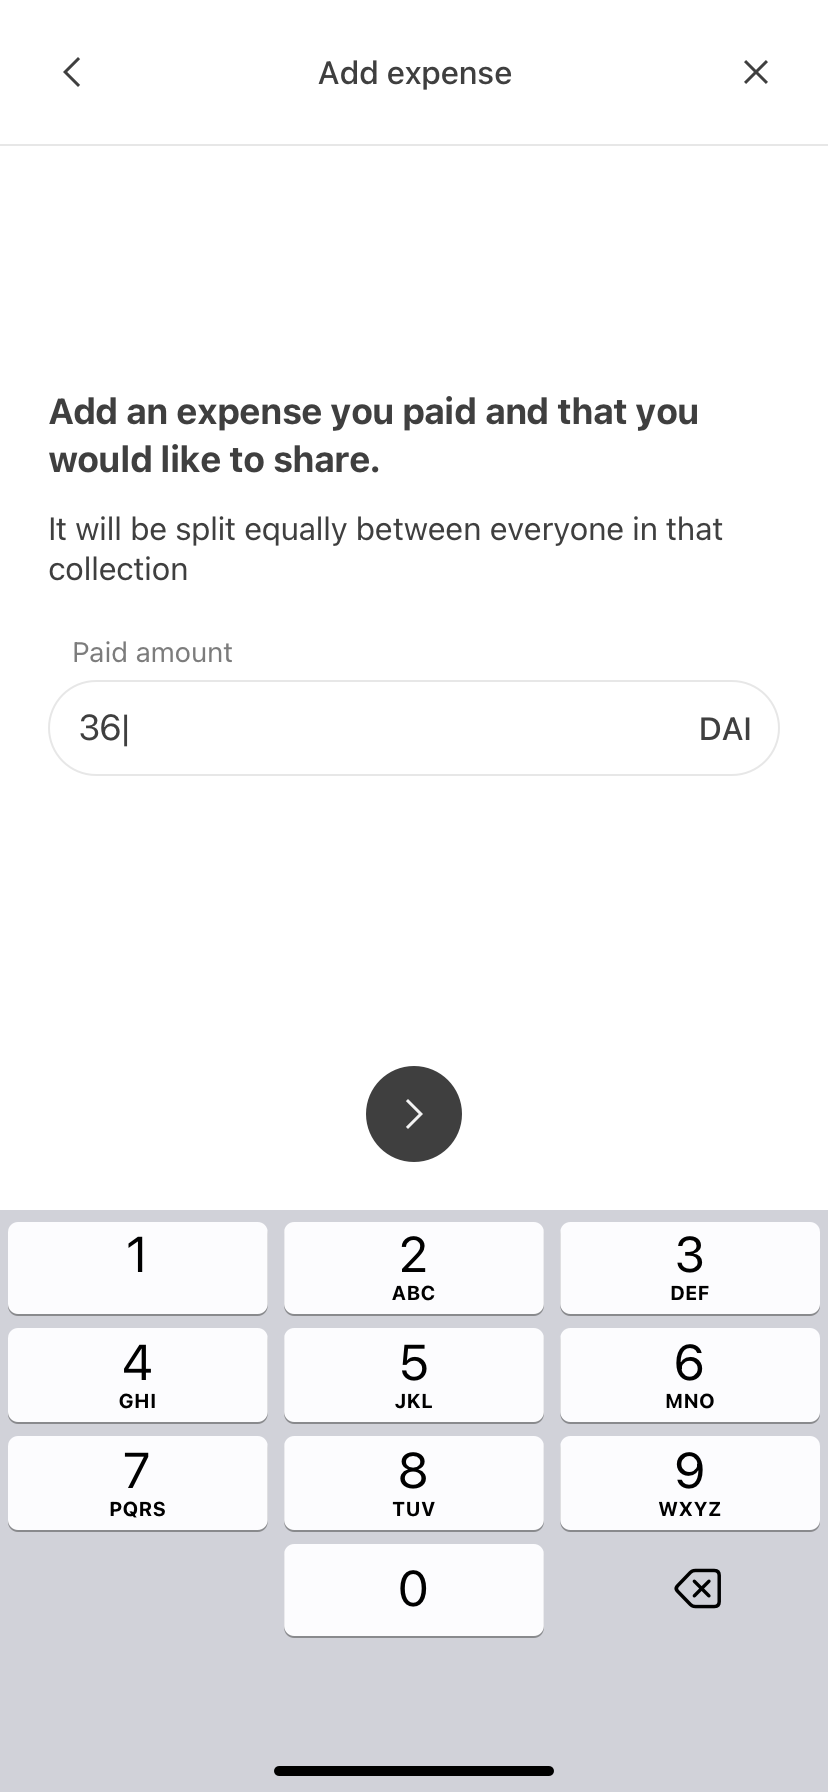 Add expense
Add an expense you paid and that you
would like to share.
It will be split equally between everyone in that
collection
Paid amount
36
DAI
1
2
ABC
3
DEF
4
GHI
5
JKL
6
MNO
7
PQRS
8
TUV
9
WXYZ
0